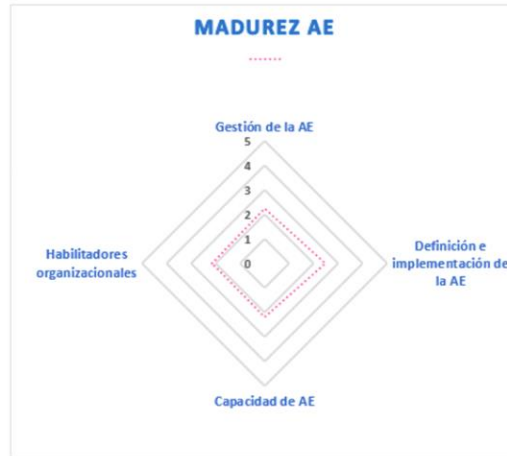 MADUREZ AE
Gestión de la AE
5
4
3
2
1
0
Habilitadores
organizacionales
Definición e
implementación de
la AE
Capacidad de AE